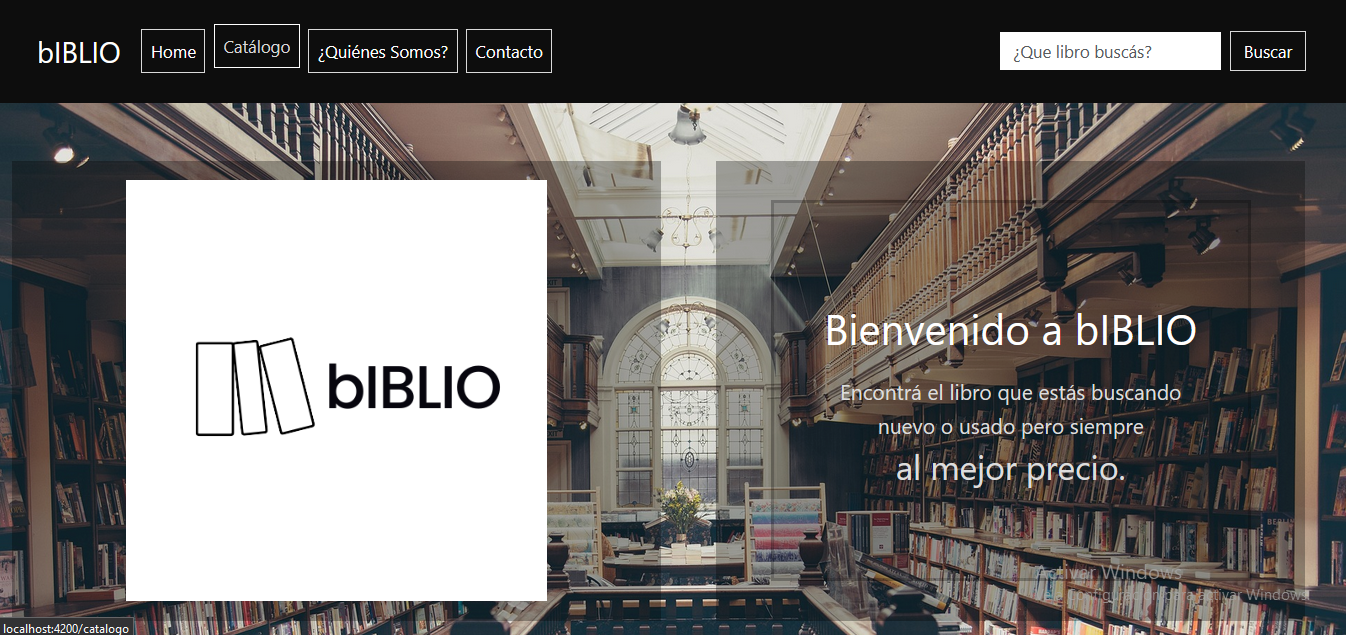 bIBLIO
Home
Catálogo
¿Quiénes Somos?
Contacto
¿Que libro buscás?
Buscar
bIBLIO
Bienvenido a bIBLIO
Encontrá el libro que estás buscando
nuevo o usado pero siempre
al mejor precio.
Activar Windows
Configuración para activar Windows.
localhost:4200/catalogo